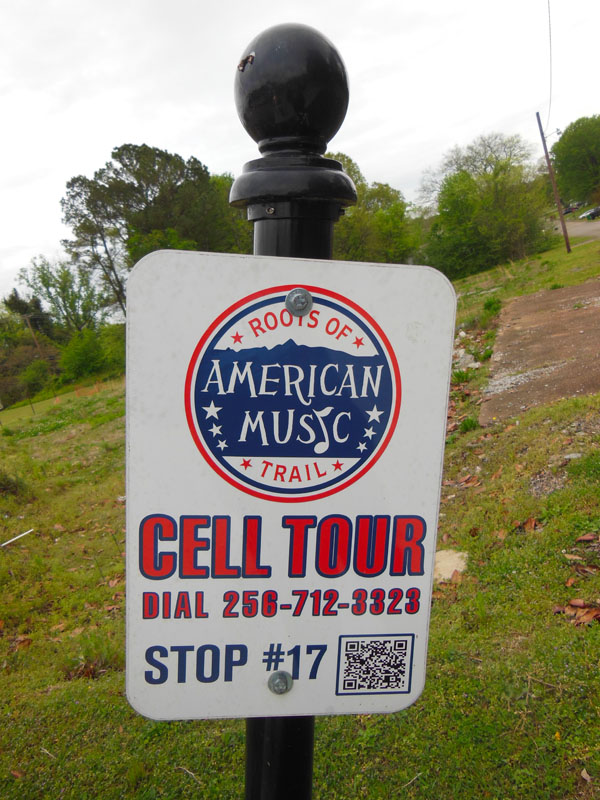 ROOTS OF
AMERICAN
MUSIC
TRAIL
CELL TOUR
DIAL 256-712-3323
STOP #17